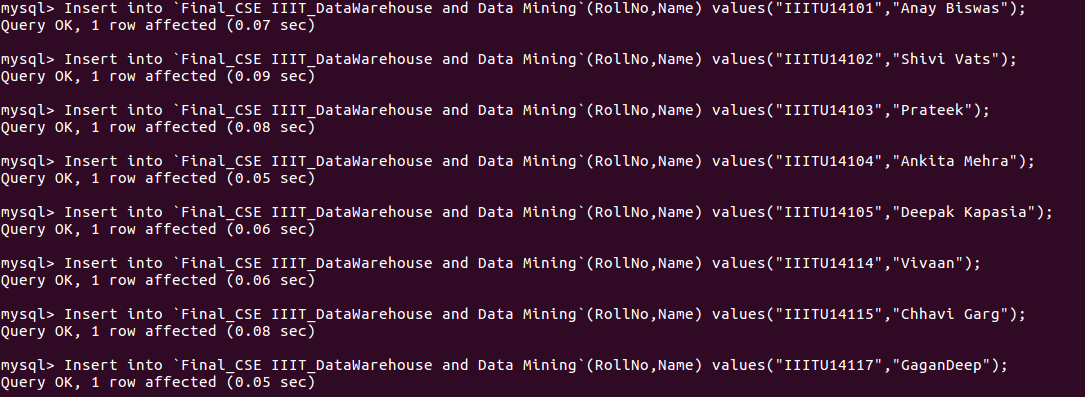 mysql> Insert into `Final_CSE IIIT_DataWarehouse and Data Mining`(RollNo,Name) values("IIITU14101","Anay Biswas");
Query OK, 1 row affected (0.07 sec)
mysql> Insert into `Final_CSE IIIT_DataWarehouse and Data Mining`(RollNo,Name) values("IIITU14102","Shivi Vats");
Query OK, 1 row affected (0.09 sec)
mysql> Insert into `Final_CSE IIIT_DataWarehouse and Data Mining`(RollNo,Name) values("IIITU14103","Prateek");
Query OK, 1 row affected (0.08 sec)
mysql> Insert into `Final_CSE IIIT_DataWarehouse and Data Mining`(RollNo,Name) values("IIITU14104","Ankita Mehra");
Query OK, 1 row affected (0.05 sec)
mysql> Insert into `Final_CSE IIIT_DataWarehouse and Data Mining`(RollNo,Name) values("IIITU14105","Deepak Kapasia");
Query OK, 1 row affected (0.06 sec)
mysql> Insert into `Final_CSE IIIT_DataWarehouse and Data Mining`(RollNo,Name) values("IIITU14114","Vivaan");
Query OK, 1 row affected (0.06 sec)
mysql> Insert into `Final_CSE IIIT_DataWarehouse and Data Mining`(RollNo,Name) values("IIITU14115","Chhavi Garg");
Query OK, 1 row affected (0.08 sec)
mysql> Insert into `Final_CSE IIIT_DataWarehouse and Data Mining`(RollNo,Name) values("IIITU14117","GaganDeep");
Query OK, 1 row affected (0.05 sec)